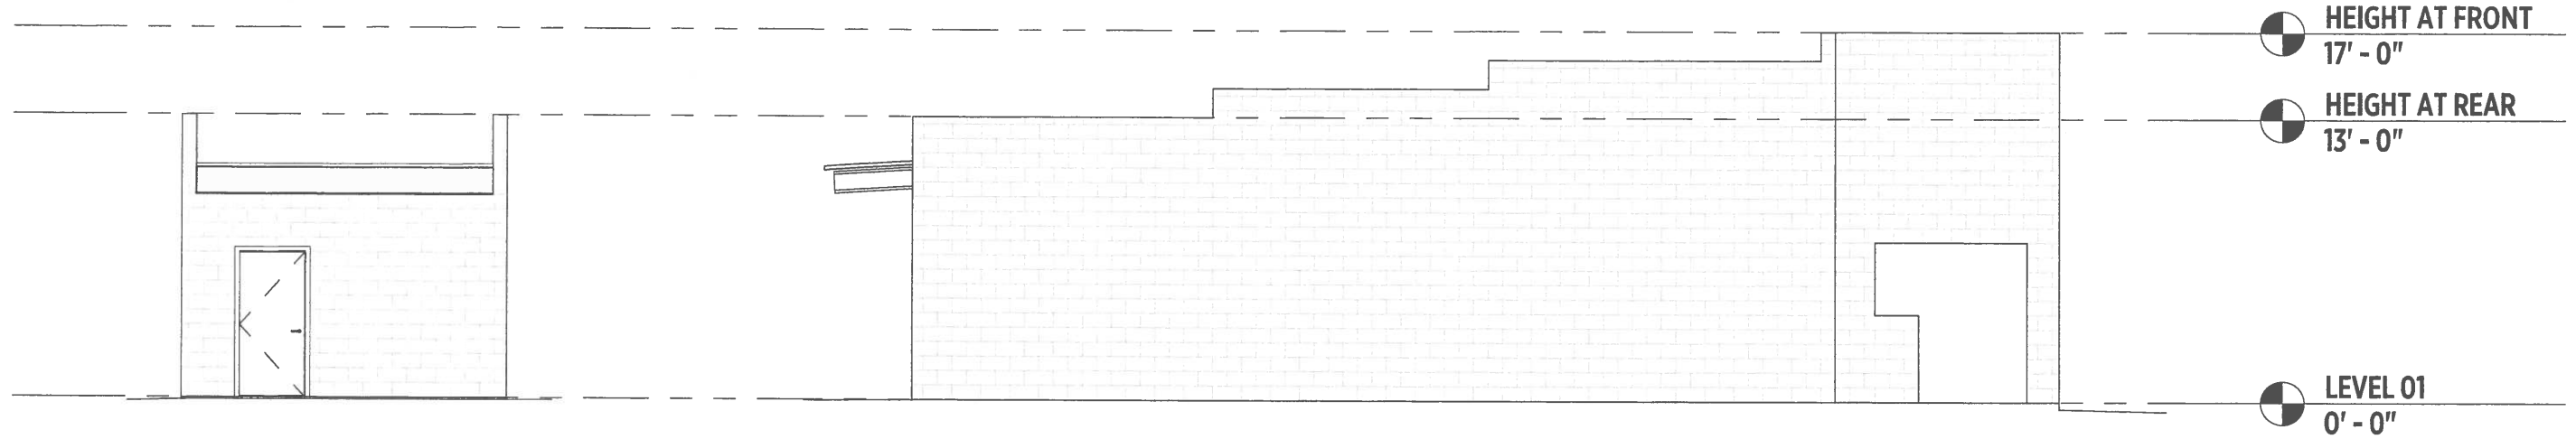 HEIGHT AT FRONT
17' - 0"
HEIGHT AT REAR
13' - 0"
LEVEL 01
0' - 0"